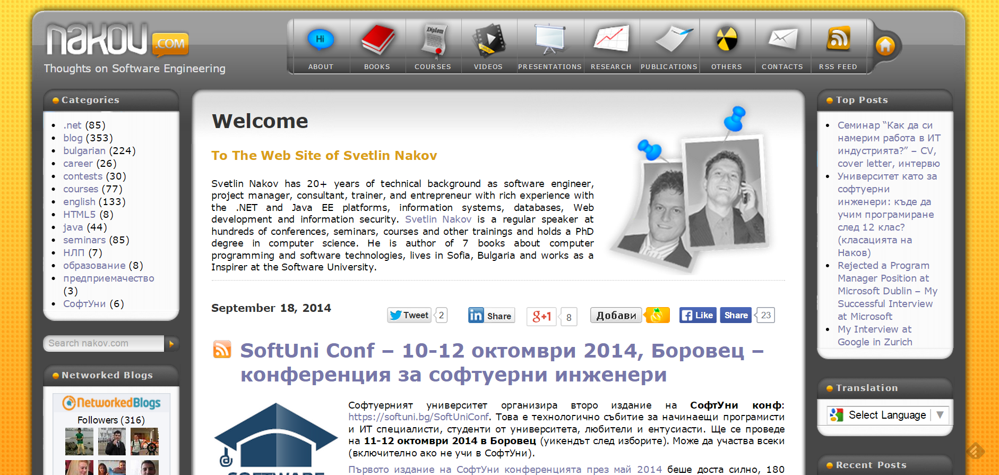 nakov .COM
Thoughts on Software Engineering
Hi
Diplom
ABOUT
BOOKS
COURSES
VIDEOS
PRESENTATIONS
RESEARCH
PUBLICATIONS
OTHERS
CONTACTS
RSS FEED
Categories
.net (85)
blog (353)
bulgarian (224)
career (26)
contests (30)
courses (77)
english (133)
HTML5 (8)
java (44)
seminars (85)
НЛП (7)
образование (8)
предприемачество
(3)
СофтУни (6)
Search nakov.com
Networked Blogs
NetworkedBlogs
Followers (316)
Welcome
To The Web Site of Svetlin Nakov
Svetlin Nakov has 20+ years of technical background as software engineer,
project manager, consultant, trainer, and entrepreneur with rich experience with
the .NET and Java EE platforms, information systems, databases, Web
development and information security. Svetlin Nakov is a regular speaker at
hundreds of conferences, seminars, courses and other trainings and holds a PhD
degree in computer science. He is author of 7 books about computer
programming and software technologies, lives in Sofia, Bulgaria and works as a
Inspirer at the Software University.
September 18, 2014
Tweet 2
in Share
g+1 8
Добави
Like Share 23
SoftUni Conf – 10-12 октомври 2014, Боровец –
конференция за софтуерни инженери
Софтуерният университет организира второ издание на СофтУни конф:
https://softuni.bg/SoftUniConf. Това е технологично събитие за начинаещи програмисти
и ИТ специалисти, студенти от университета, любители и ентусиасти. Ще се проведе
на 11-12 октомври 2014 в Боровец (уикендът след изборите). Може да участва всеки
(включително ако не учи в СофтУни).
Първото издание на СофтУни конференцията през май 2014 беше доста силно, 180
@
SOFTWARE
Top Posts
Семинар “Как да си
намерим работа в ИТ
индустрията?” – CV,
cover letter, интервю
Университет като за
софтуерни
инженери: къде да
учим програмиране
след 12 клас?
(класацията на
Наков)
Rejected a Program
Manager Position at
Microsoft Dublin – My
Successful Interview
at Microsoft
My Interview at
Google in Zurich
Translation
Select Language ▼
Recent Posts